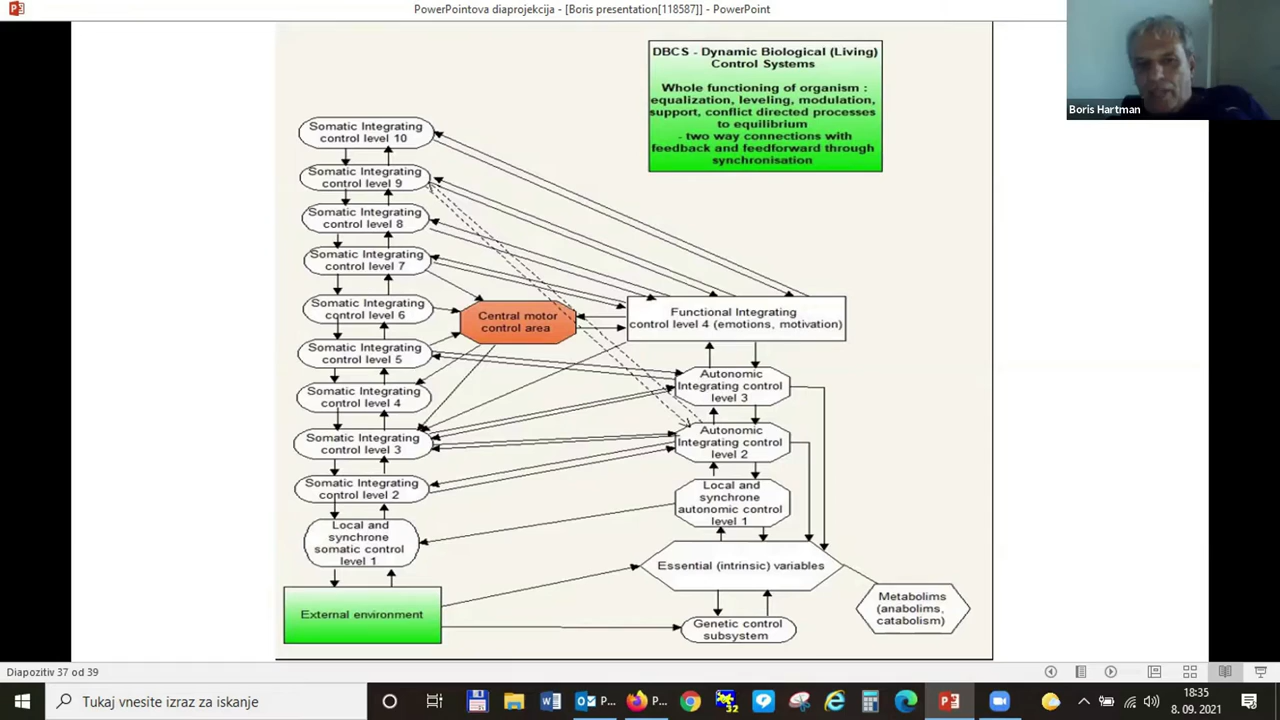 PowerPointova diaprojekcija - [Boris presentation[118587]] - PowerPoint
Boris Hartman
DBCS - Dynamic Biological (Living)
Control Systems
Whole functioning of organism :
equalization, leveling, modulation,
support, conflict directed processes
to equilibrium
- two way connections with
feedback and feedforward through
synchronisation
Somatic Integrating
control level 10
Somatic Integrating
control level 9
Somatic Integrating
control level 8
Somatic Integrating
control level 7
Somatic Integrating
control level 6
Somatic Integrating
control level 5
Somatic Integrating
control level 4
Somatic Integrating
control level 3
Somatic Integrating
control level 2
Local and
synchrone
somatic control
level 1
External environment
Central motor
control area
Functional Integrating
control level 4 (emotions, motivation)
Autonomic
Integrating control
level 3
Autonomic
Integrating control
level 2
Local and
synchrone
autonomic control
level 1
Essential (intrinsic) variables
Metabolims
(anabolims,
catabolism)
Genetic control
subsystem
Diapozitiv 37 od 39
Tukaj vnesite izraz za iskanje
P...
P...
32
18:35
8. 09. 2021